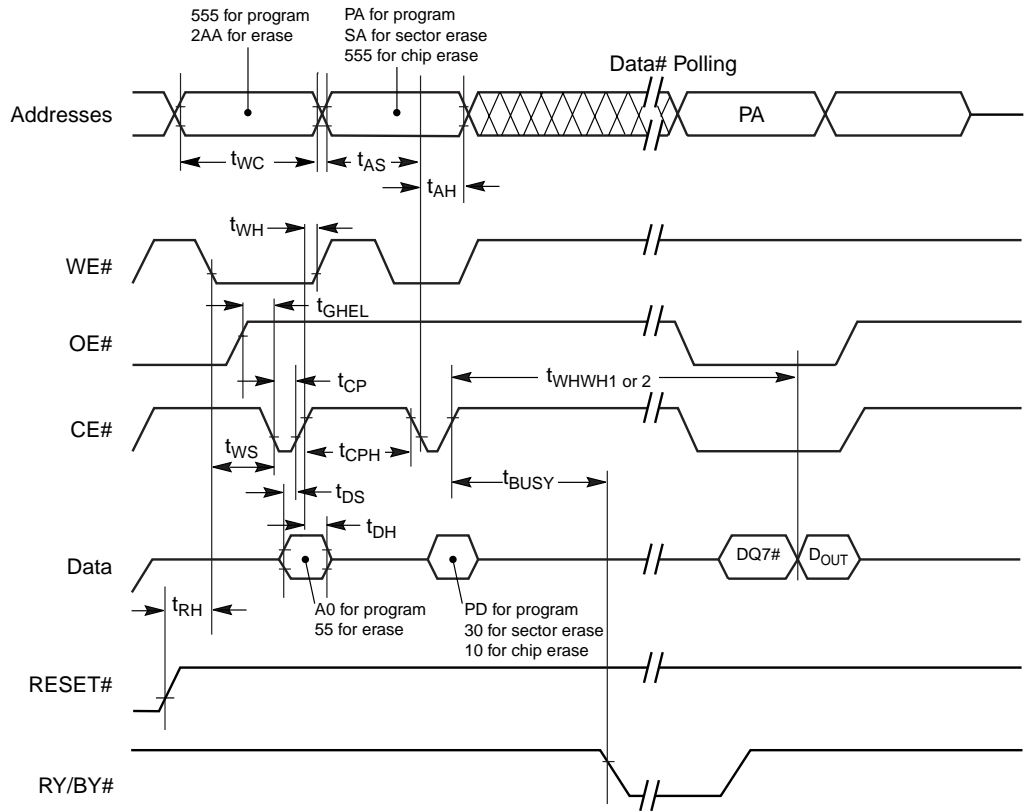 555 for program
2AA for erase
PA for program
SA for sector erase
555 for chip erase
Data# Polling
Addresses
PA
tWC
tAS
tAH
tWH
WE#
tGHEL
OE#
tCP
tWHWH1 or 2
CE#
tWS
tCPH
tBUSY
tDS
tDH
Data
DQ7#
DOUT
tRH
A0 for program
55 for erase
PD for program
30 for sector erase
10 for chip erase
RESET#
RY/BY#